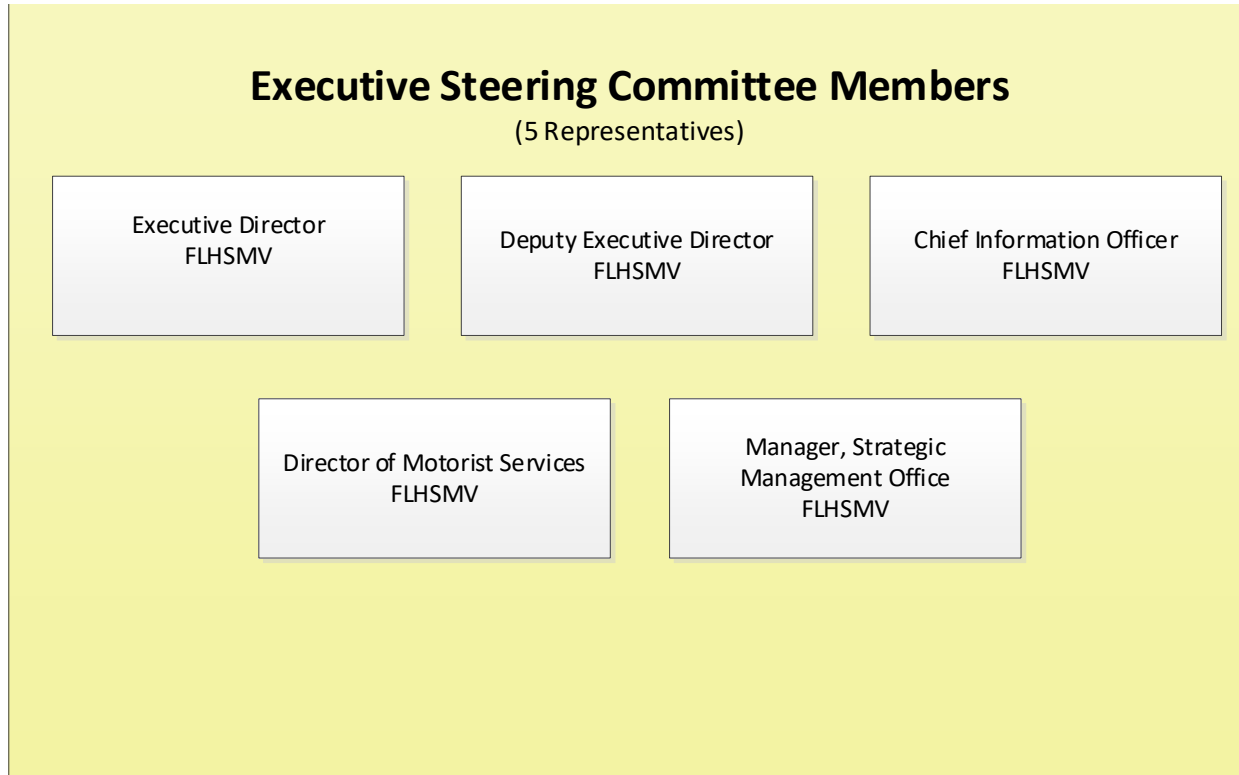 Executive Steering Committee Members
(5 Representatives)
Executive Director
FLHSMV
Deputy Executive Director
FLHSMV
Chief Information Officer
FLHSMV
Director of Motorist Services
FLHSMV
Manager, Strategic
Management Office
FLHSMV